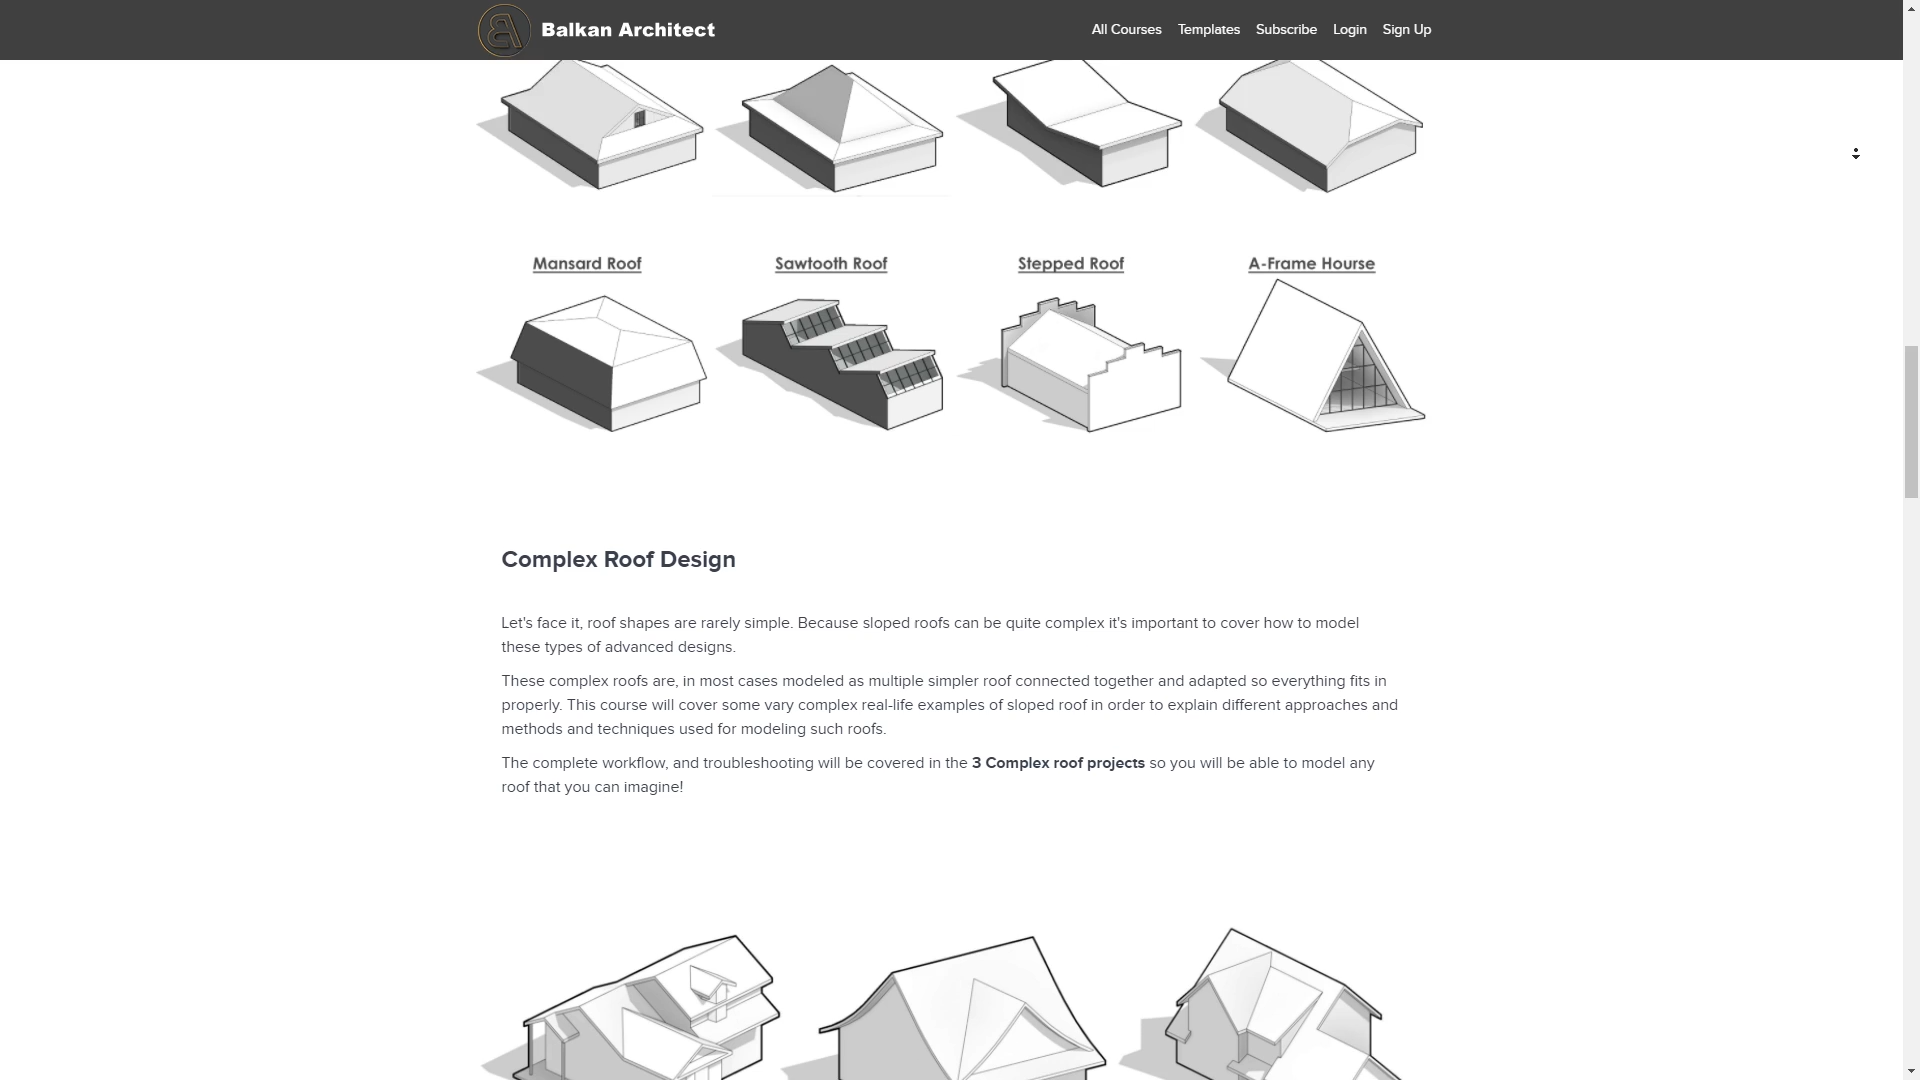 Balkan Architect
All Courses Templates Subscribe Login Sign Up
Mansard Roof Sawtooth Roof Stepped Roof A-Frame Hourse
Complex Roof Design
Let's face it, roof shapes are rarely simple. Because sloped roofs can be quite complex it's important to cover how to model
these types of advanced designs.
These complex roofs are, in most cases modeled as multiple simpler roof connected together and adapted so everything fits in
properly. This course will cover some vary complex real-life examples of sloped roof in order to explain different approaches and
methods and techniques used for modeling such roofs.
The complete workflow, and troubleshooting will be covered in the 3 Complex roof projects so you will be able to model any
roof that you can imagine!